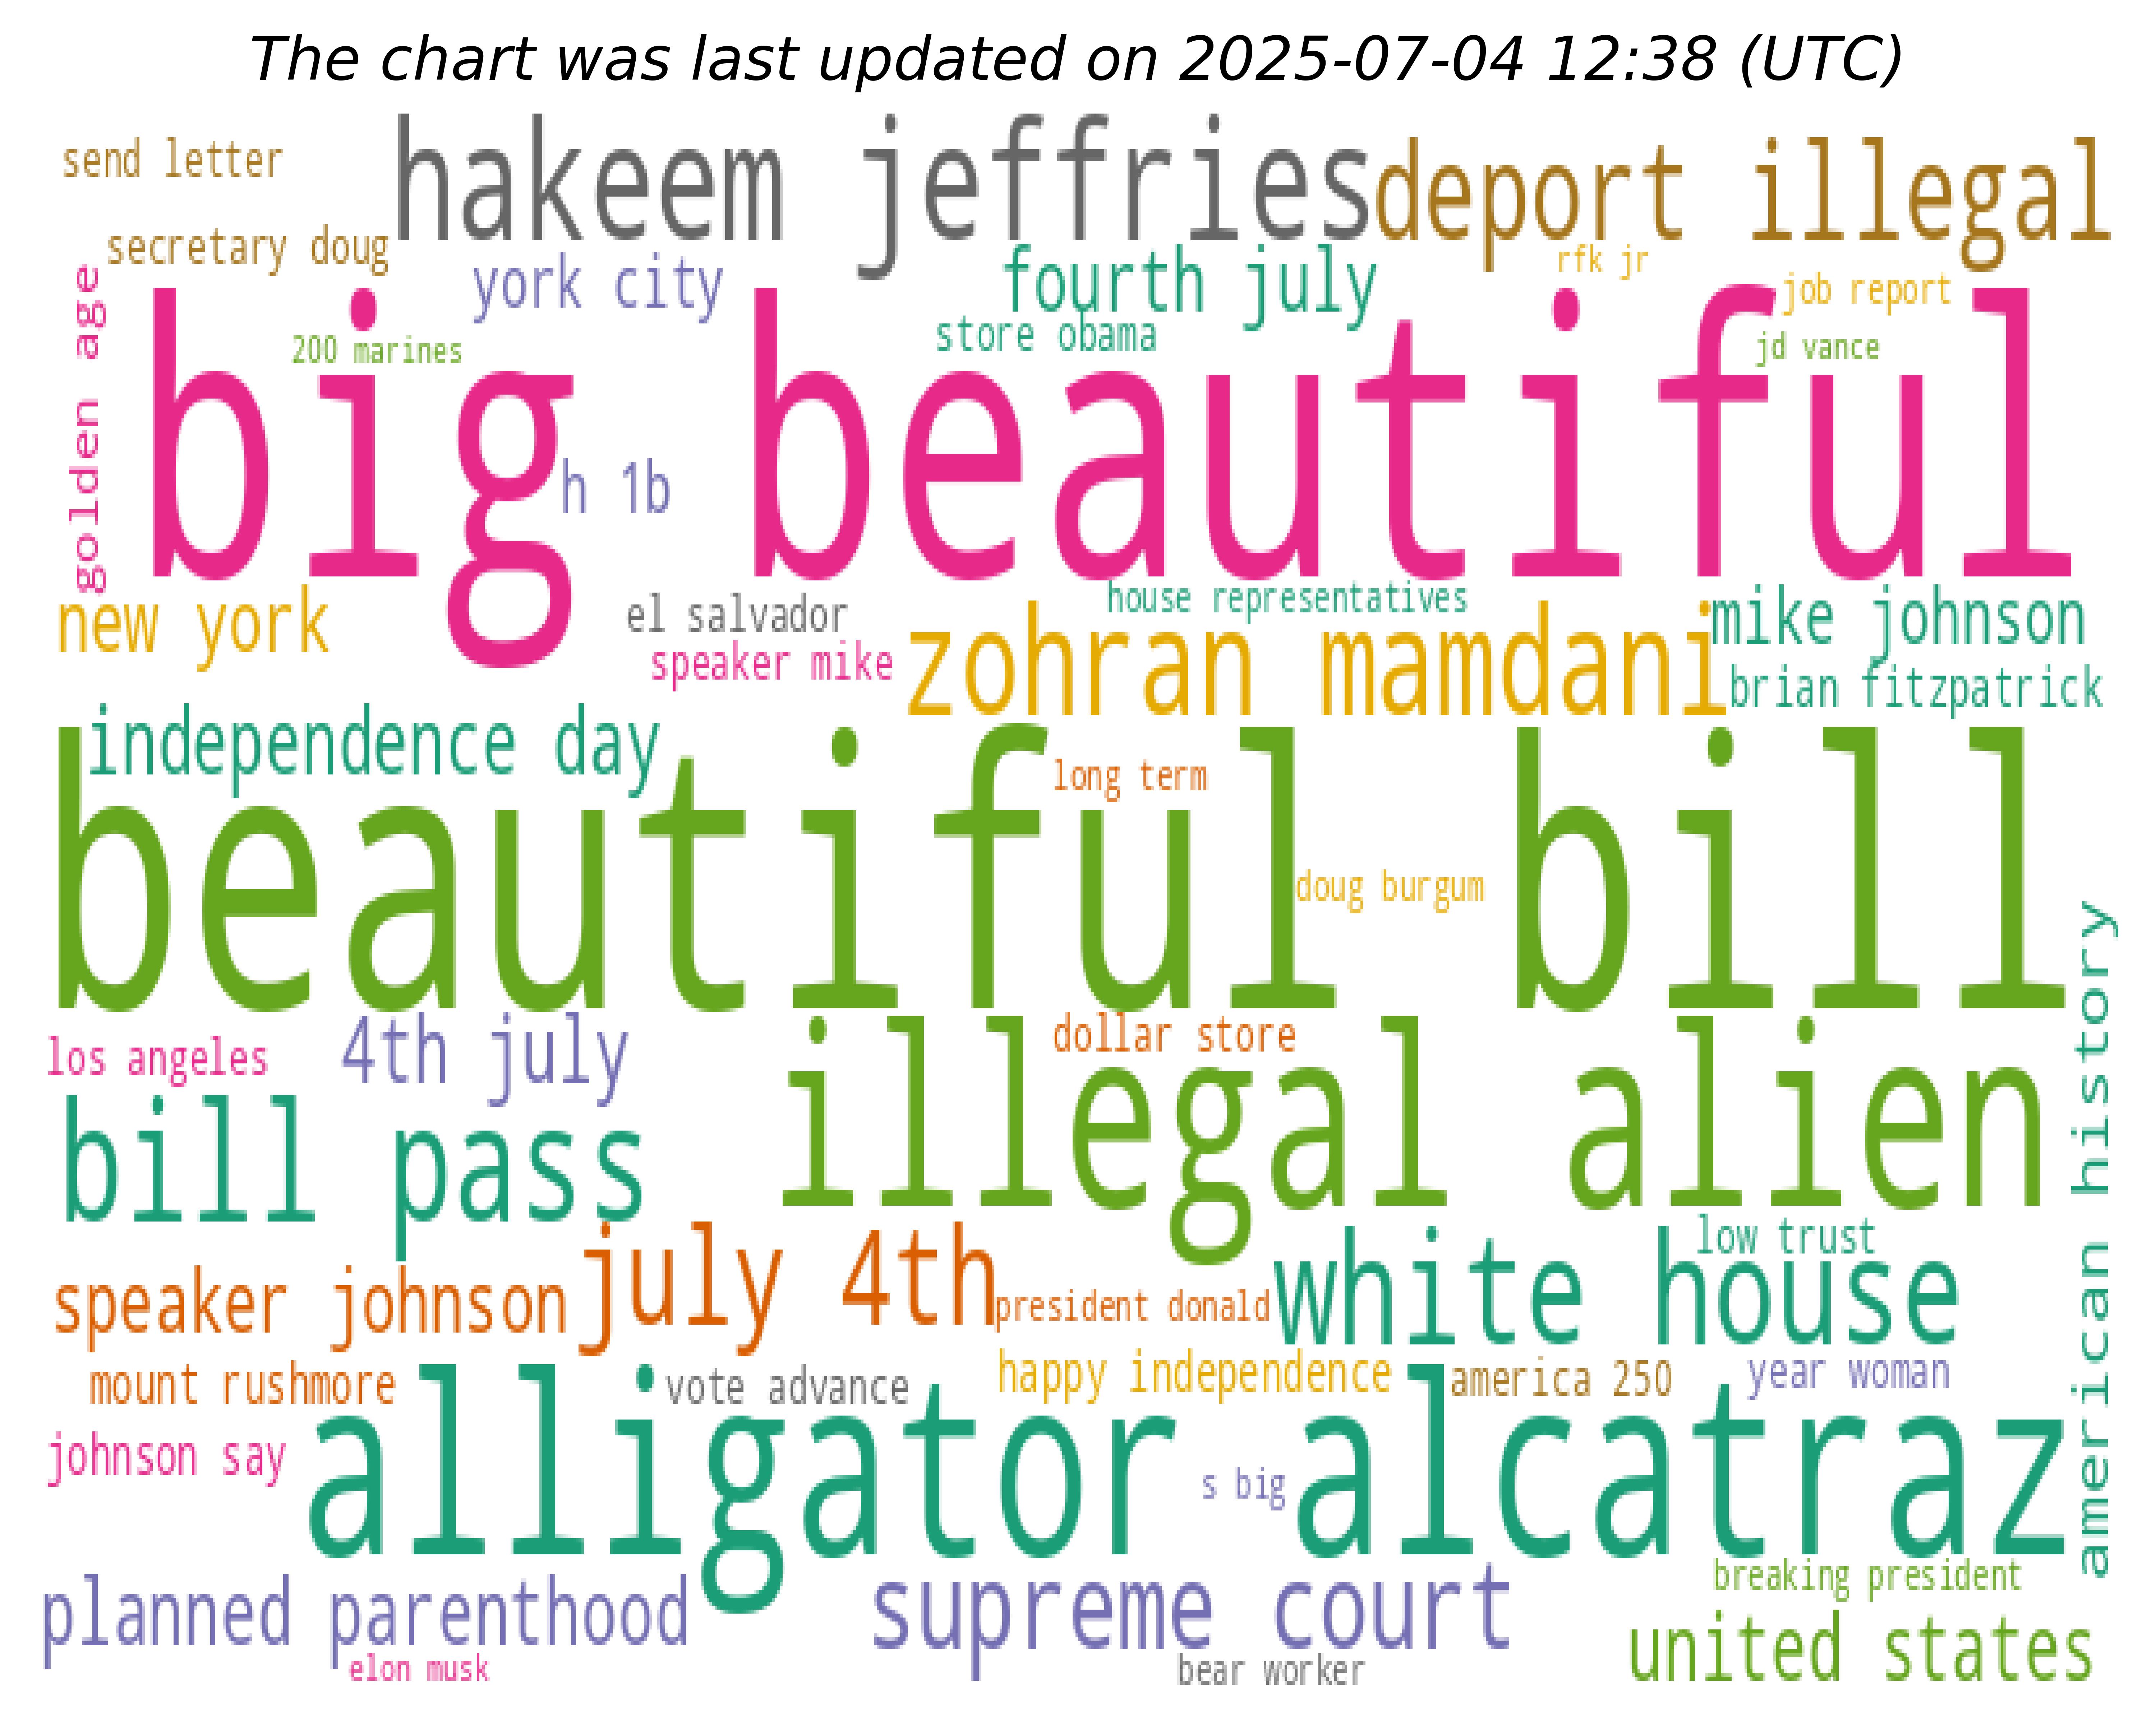 The chart was last updated on 2025-07-04 12:38 (UTC)
send letter
hakeem jeffries
deport illegal
secretary doug
york city
fourth july
rfk jr
job report
golden age
200 marines
store obama
jd vance
big beautiful
h 1b
new york
el salvador
house representatives
mike johnson
speaker mike
zohran mamdani
brian fitzpatrick
independence day
long term
beautiful bill
doug burgum
american history
los angeles
4th july
dollar store
illegal alien
bill pass
low trust
speaker johnson
july 4th
president donald
white house
mount rushmore
vote advance
happy independence
america 250
year woman
johnson say
alligator alcatraz
s big
planned parenthood
supreme court
breaking president
elon musk
bear worker
united states